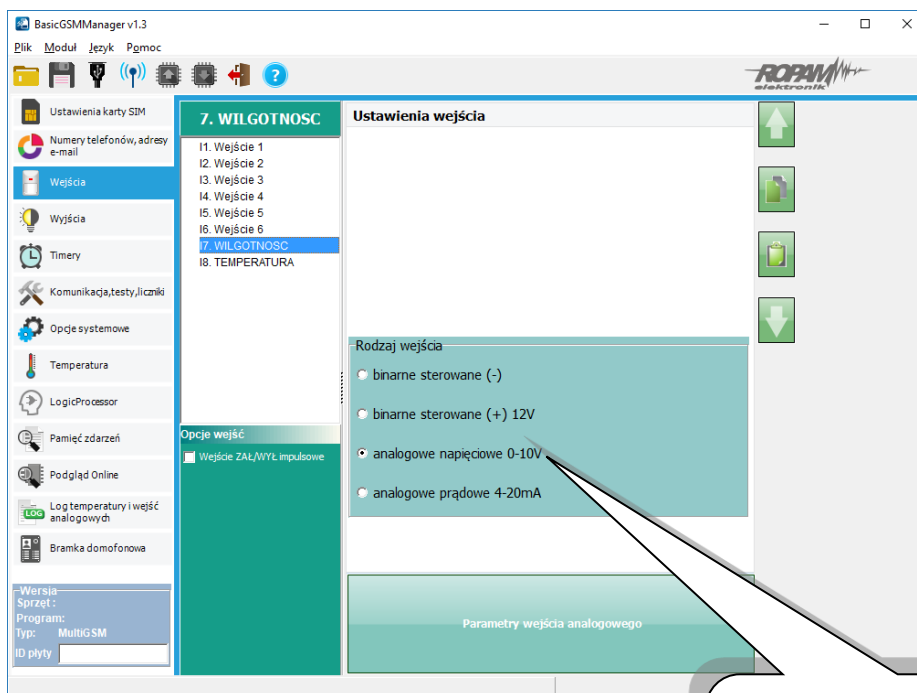 BasicGSMManager v1.3
Plik Moduł Język Pomoc
ROPAM
elektronik
Ustawienia karty SIM
Numery telefonów, adresy
e-mail
Wejścia
Wyjścia
Timery
Komunikacja,testy,liczniki
Opcje systemowe
Temperatura
LogicProcessor
Pamięć zdarzeń
Podgląd Online
LOG
Log temperatury i wejść
analogowych
Bramka domofonowa
Wersja
Sprzęt :
Program:
Typ: MultiGSM
ID płyty
7. WILGOTNOSC
I1. Wejście 1
I2. Wejście 2
I3. Wejście 3
I4. Wejście 4
I5. Wejście 5
I6. Wejście 6
I7. WILGOTNOSC
I8. TEMPERATURA
Opcje wejść
Wejście ZAŁ/WYŁ impulsowe
Ustawienia wejścia
Rodzaj wejścia
binarne sterowane (-)
binarne sterowane (+) 12V
analogowe napięciowe 0-10V
analogowe prądowe 4-20mA
Parametry wejścia analogowego